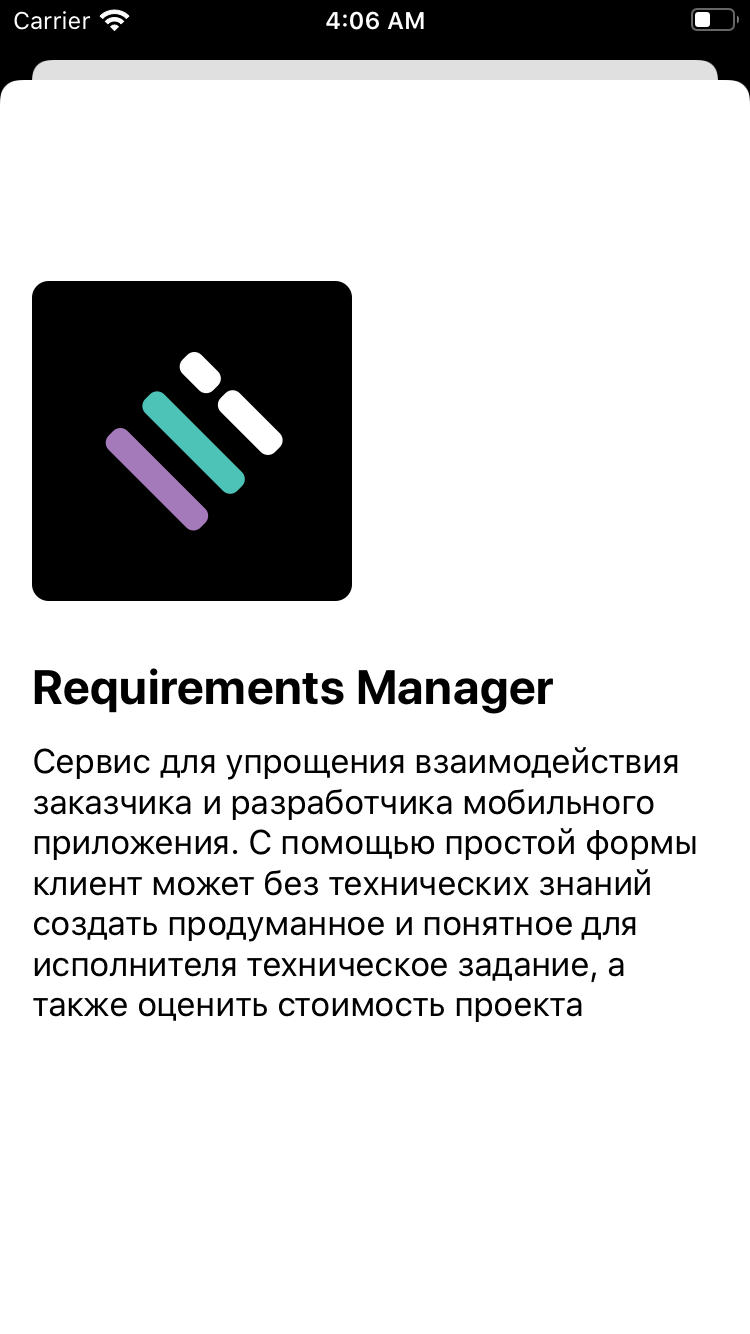 Carrier 4:06 AM
Requirements Manager
Сервис для упрощения взаимодействия
заказчика и разработчика мобильного
приложения. С помощью простой формы
клиент может без технических знаний
создать продуманное и понятное для
исполнителя техническое задание, а
также оценить стоимость проекта